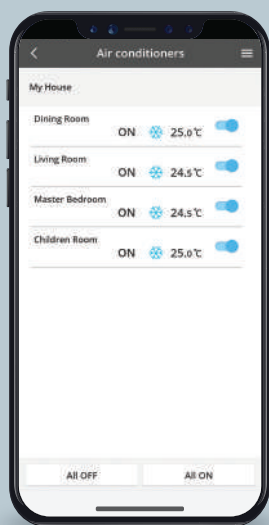 Air conditioners
My House
Dining Room
ON 25.0℃
Living Room
ON 24.5℃
Master Bedroom
ON 24.5℃
Children Room
ON 25.0℃
All OFF All ON